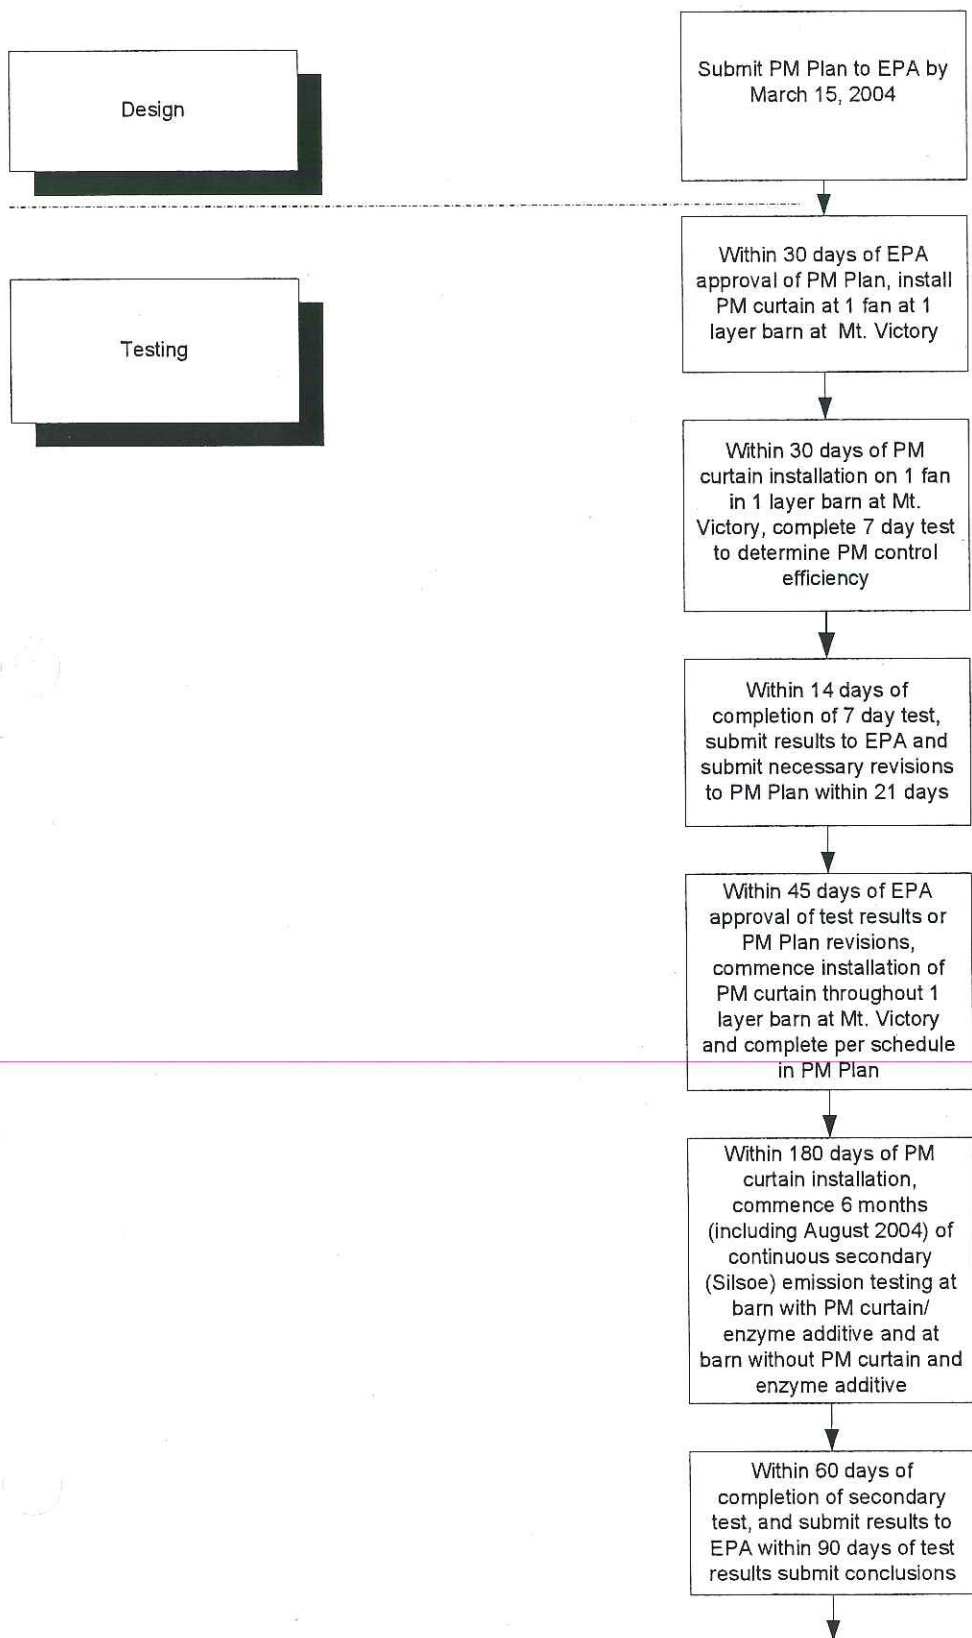 Design
Submit PM Plan to EPA by
March 15, 2004
Testing
Within 30 days of EPA
approval of PM Plan, install
PM curtain at 1 fan at 1
layer barn at Mt. Victory
Within 30 days of PM
curtain installation on 1 fan
in 1 layer barn at Mt.
Victory, complete 7 day test
to determine PM control
efficiency
Within 14 days of
completion of 7 day test,
submit results to EPA and
submit necessary revisions
to PM Plan within 21 days
Within 45 days of EPA
approval of test results or
PM Plan revisions,
commence installation of
PM curtain throughout 1
layer barn at Mt. Victory
and complete per schedule
in PM Plan
Within 180 days of PM
curtain installation,
commence 6 months
(including August 2004) of
continuous secondary
(Silsoe) emission testing at
barn with PM curtain/
enzyme additive and at
barn without PM curtain and
enzyme additive
Within 60 days of
completion of secondary
test, and submit results to
EPA within 90 days of test
results submit conclusions